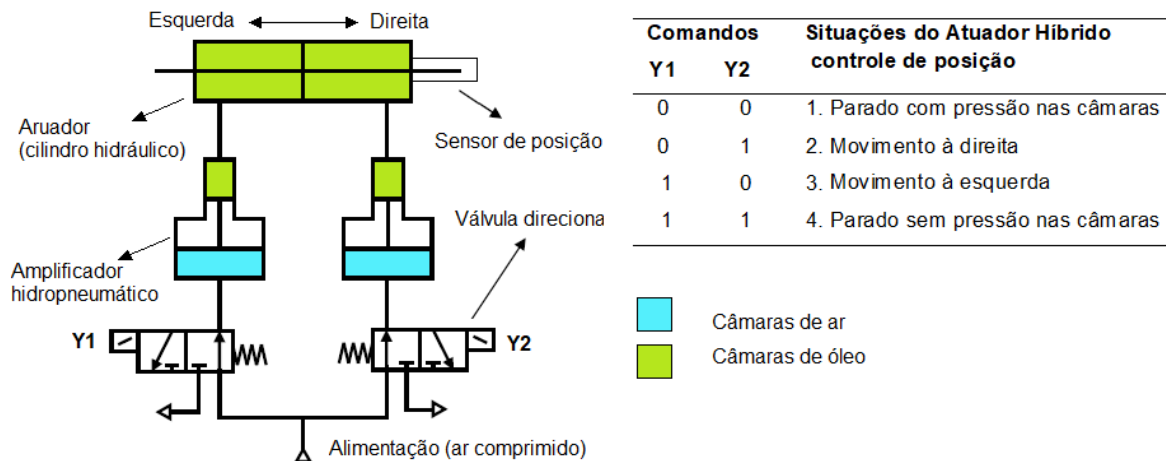 Esquerda Direita
Aruador
(cilindro hidráulico)
Sensor de posição
Válvula direciona
Amplificador
hidropneumático
Y1
Y2
Alimentação (ar comprimido)
Comandos Situações do Atuador Híbrido
Y1 Y2 controle de posição
0 0 1. Parado com pressão nas câmaras
0 1 2. Movimento à direita
1 0 3. Movimento à esquerda
1 1 4. Parado sem pressão nas câmaras
Câmaras de ar
Câmaras de óleo